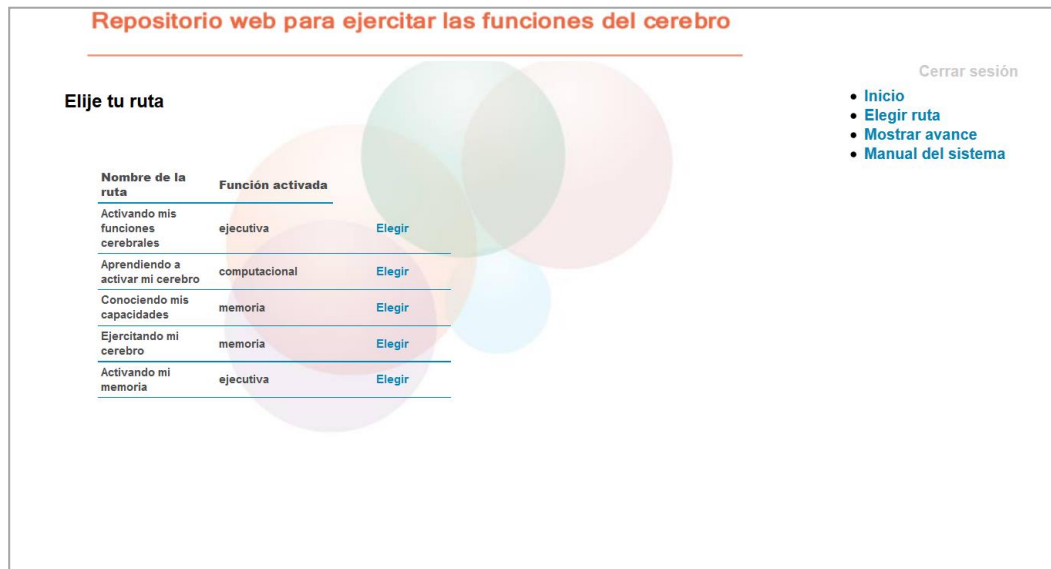 Repositorio web para ejercitar las funciones del cerebro
Cerrar sesión
Elije tu ruta
Inicio
Elegir ruta
Mostrar avance
Manual del sistema
Nombre de la
ruta
Función activada
Activando mis
funciones
cerebrales
ejecutiva
Elegir
Aprendiendo a
activar mi cerebro
computacional
Elegir
Conociendo mis
capacidades
memoria
Elegir
Ejercitando mi
cerebro
memoria
Elegir
Activando mi
memoria
ejecutiva
Elegir